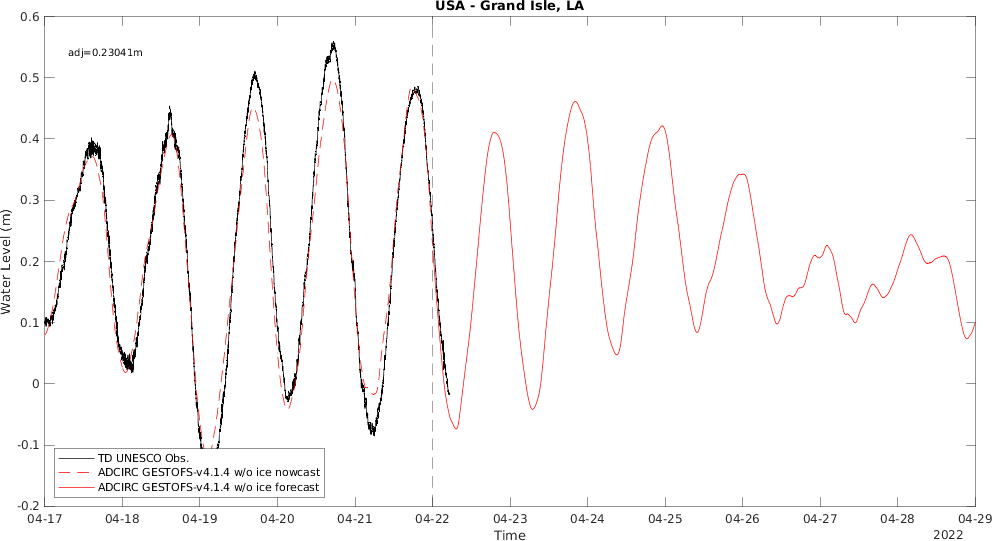 USA - Grand Isle, LA
adj=0.23041m
0.6
0.5
0.4
0.3
0.2
0.1
0
-0.1
-0.2
Water Level (m)
TD UNESCO Obs.
ADCIRC GESTOFS-v4.1.4 w/o ice nowcast
ADCIRC GESTOFS-v4.1.4 w/o ice forecast
04-17 04-18 04-19 04-20 04-21 04-22 04-23 04-24 04-25 04-26 04-27 04-28 04-29
Time
2022